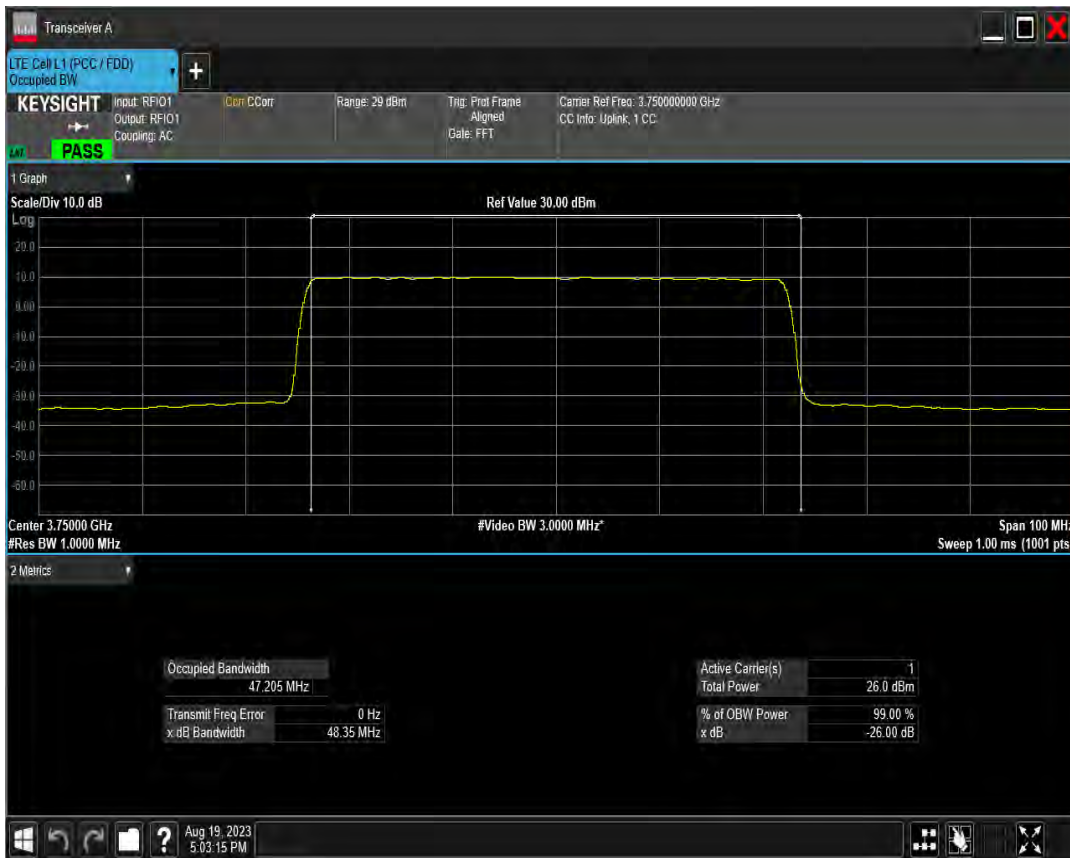 Transceiver A
LTE Cell L1 (PCC / FDD)
Occupied BW
+
KEYSIGHT
Input: RFIO1
Output: RFIO1
Coupling: AC
Corr CCorr
Range: 29 dBm
Trig: Prot Frame
Aligned
Gate: FFT
Carrier Ref Freq: 3.750000000 GHz
CC Info: Uplink, 1 CC
PASS
1 Graph
Scale/Div 10.0 dB
Ref Value 30.00 dBm
Log
20.0
10.0
0.00
-10.0
-20.0
-30.0
-40.0
-50.0
-60.0
Center 3.75000 GHz
#Video BW 3.0000 MHz*
Span 100 MHz
#Res BW 1.0000 MHz
Sweep 1.00 ms (1001 pts
2 Metrics
Occupied Bandwidth
47.205 MHz
Transmit Freq Error 0 Hz
x dB Bandwidth 48.35 MHz
Active Carrier(s) 1
Total Power 26.0 dBm
% of OBW Power 99.00 %
x dB -26.00 dB
?
Aug 19, 2023
5:03:15 PM